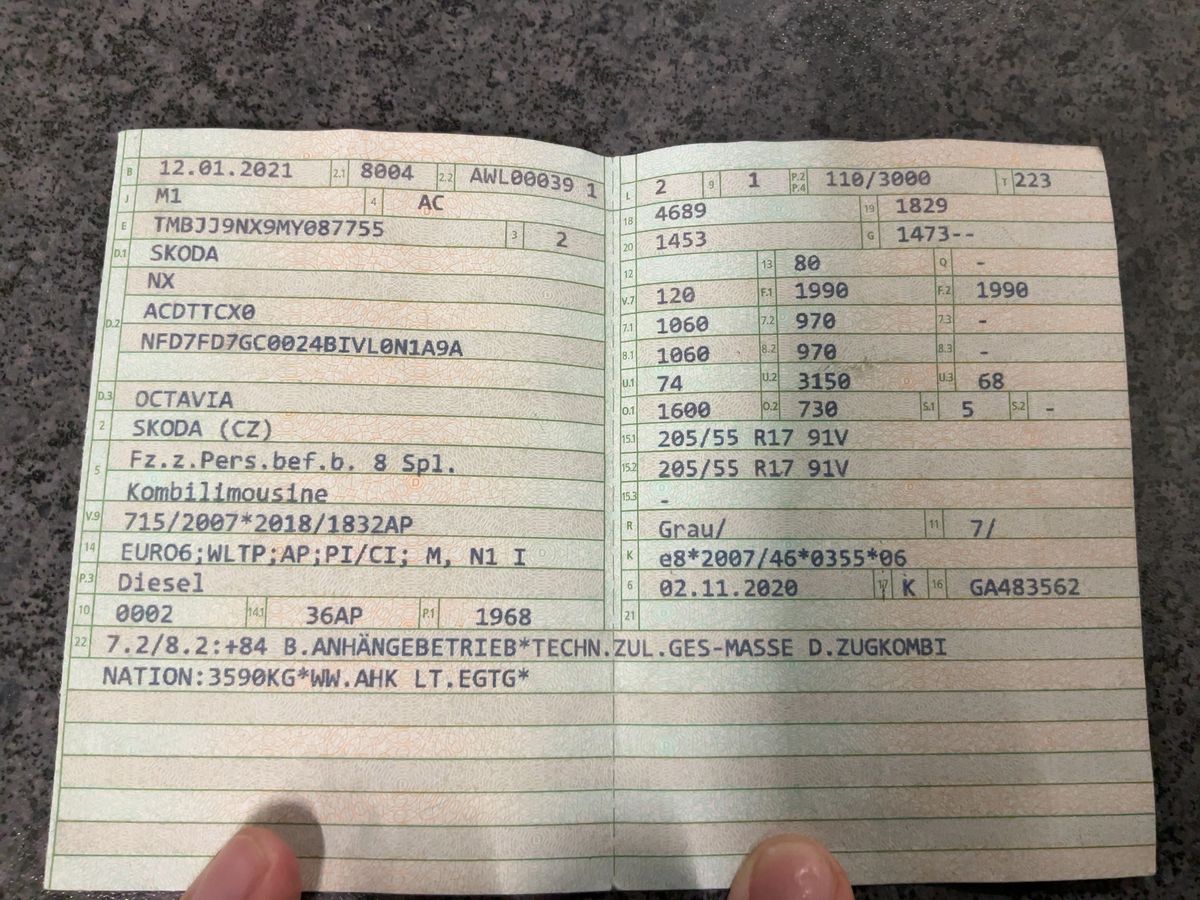 B 12.01.2021 2.1 8004 2.2 AWL00039 1
J M1 4 AC
E TMBJJ9NX9MY087755 3 2
D.1 SKODA
NX
D.2 ACDTTCX0
NFD7FD7GC0024BIVL0N1A9A
D.3 OCTAVIA
2 SKODA (CZ)
5 Fz.z.Pers.bef.b. 8 Spl.
Kombilimousine
V.9 715/2007*2018/1832AP
14 EURO6;WLTP;AP;PI/CI; M, N1 I
P.3 Diesel
10 0002 14.1 36AP P.1 1968
L 2 9 1 P.2 P.4 110/3000 T 223
18 4689 19 1829
20 1453 G 1473--
12 13 80 Q -
V.7 120 F.1 1990 F.2 1990
7.1 1060 7.2 970 7.3 -
8.1 1060 8.2 970 8.3 -
U.1 74 U.2 3150 U.3 68
O.1 1600 O.2 730 S.1 5 S.2 -
15.1 205/55 R17 91V
15.2 205/55 R17 91V
15.3 -
R Grau/ 11 7/
K e8*2007/46*0355*06
6 02.11.2020 17 K 16 GA483562
21
22 7.2/8.2:+84 B.ANHÄNGEBETRIEB*TECHN.ZUL.GES-MASSE D.ZUGKOMBI
NATION:3590KG*WW.AHK LT.EGTG*